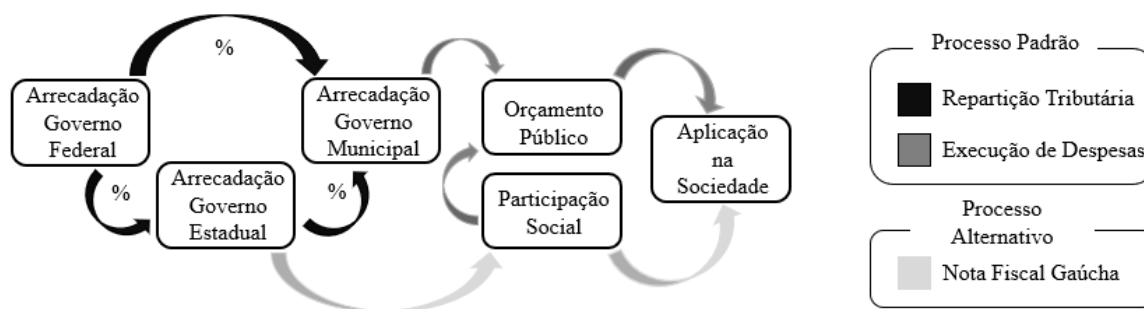 %
Arrecadação
Governo
Federal
%
Arrecadação
Governo
Estadual
%
Arrecadação
Governo
Municipal
Orçamento
Público
Participação
Social
Aplicação
na
Sociedade
Processo Padrão
Repartição Tributária
Execução de Despesas
Processo
Alternativo
Nota Fiscal Gaúcha